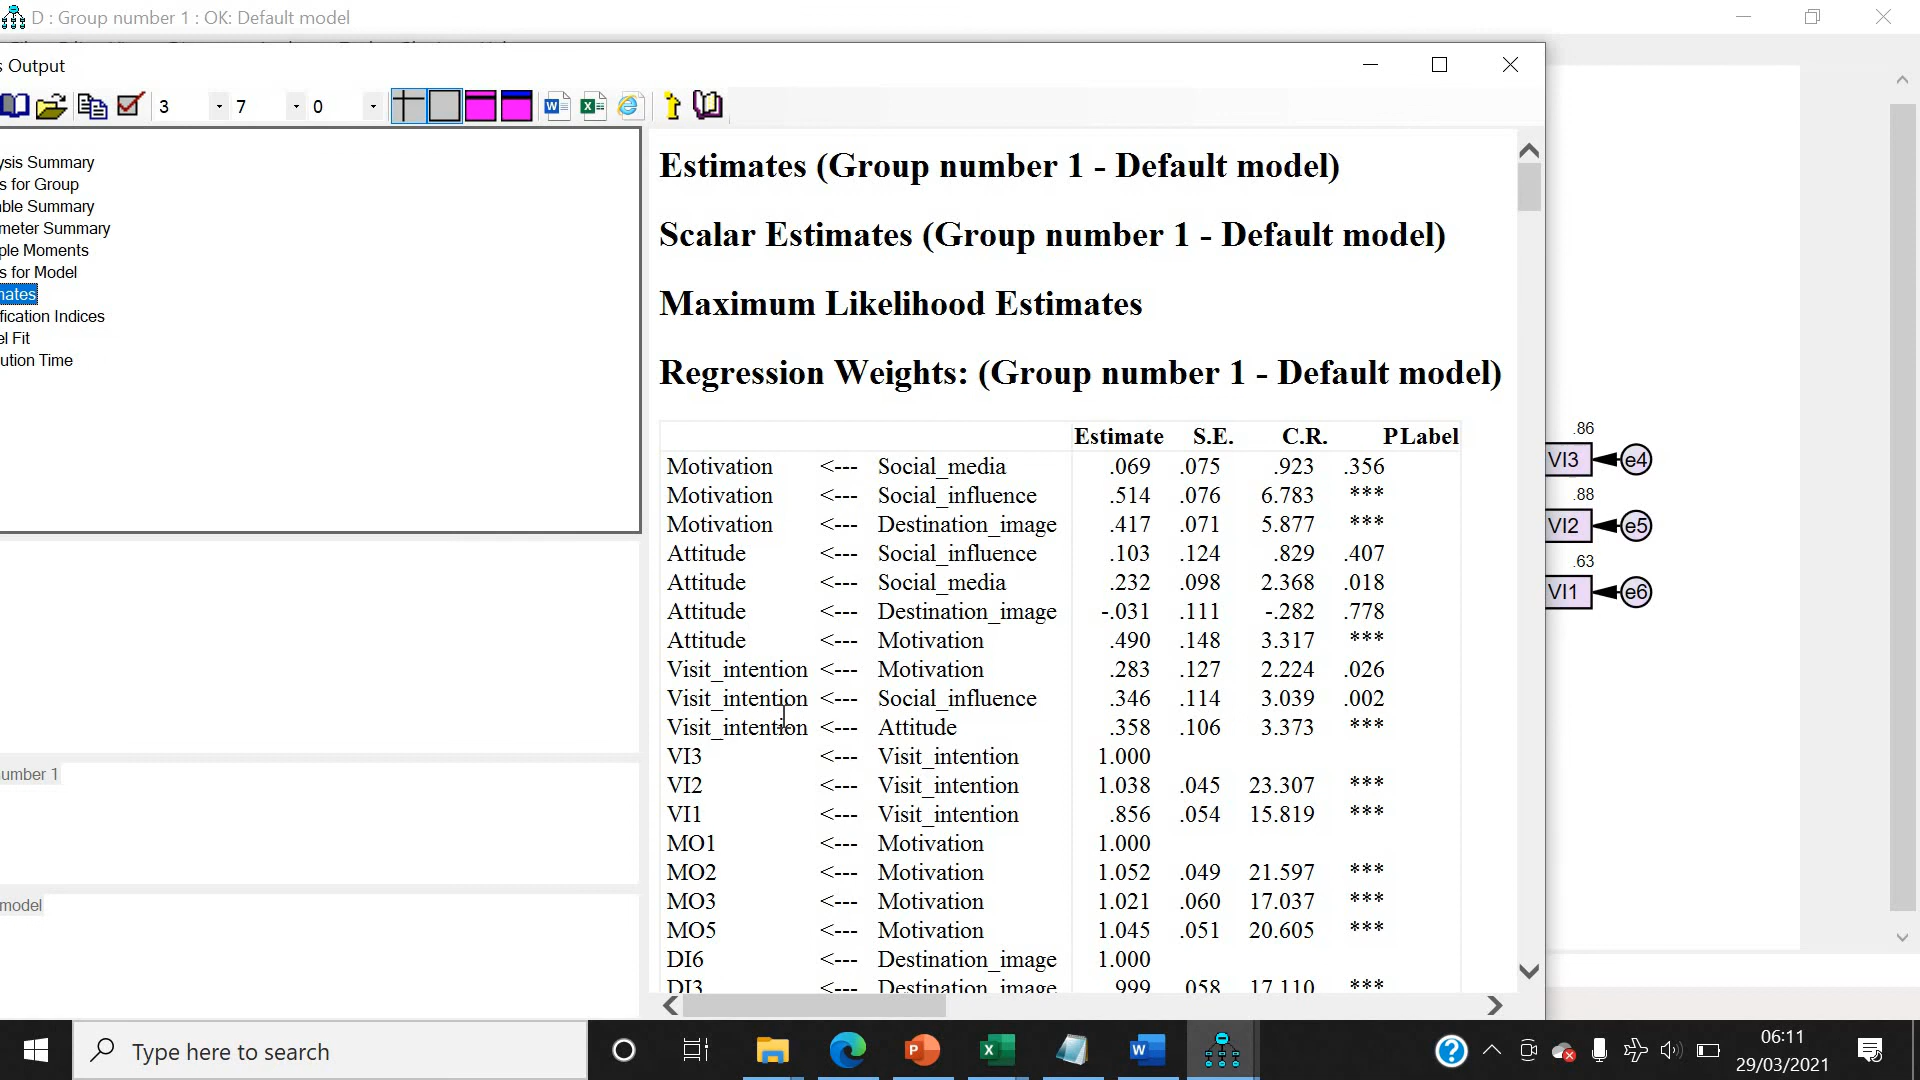 D : Group number 1 : OK: Default model
s Output
3 7 0
ysis Summary
s for Group
ble Summary
meter Summary
ple Moments
s for Model
mates
fication Indices
el Fit
ution Time
umber 1
model
Estimates (Group number 1 - Default model)
Scalar Estimates (Group number 1 - Default model)
Maximum Likelihood Estimates
Regression Weights: (Group number 1 - Default model)
Estimate S.E. C.R. P Label
Motivation <--- Social_media .069 .075 .923 .356
Motivation <--- Social_influence .514 .076 6.783 ***
Motivation <--- Destination_image .417 .071 5.877 ***
Attitude <--- Social_influence .103 .124 .829 .407
Attitude <--- Social_media .232 .098 2.368 .018
Attitude <--- Destination_image -.031 .111 -.282 .778
Attitude <--- Motivation .490 .148 3.317 ***
Visit_intention <--- Motivation .283 .127 2.224 .026
Visit_intention <--- Social_influence .346 .114 3.039 .002
Visit_intention <--- Attitude .358 .106 3.373 ***
VI3 <--- Visit_intention 1.000
VI2 <--- Visit_intention 1.038 .045 23.307 ***
VI1 <--- Visit_intention .856 .054 15.819 ***
MO1 <--- Motivation 1.000
MO2 <--- Motivation 1.052 .049 21.597 ***
MO3 <--- Motivation 1.021 .060 17.037 ***
MO5 <--- Motivation 1.045 .051 20.605 ***
DI6 <--- Destination_image 1.000
DI3 <--- Destination_image .999 .058 17.110 ***
.86
VI3 e4
.88
VI2 e5
.63
VI1 e6
Type here to search
06:11
29/03/2021